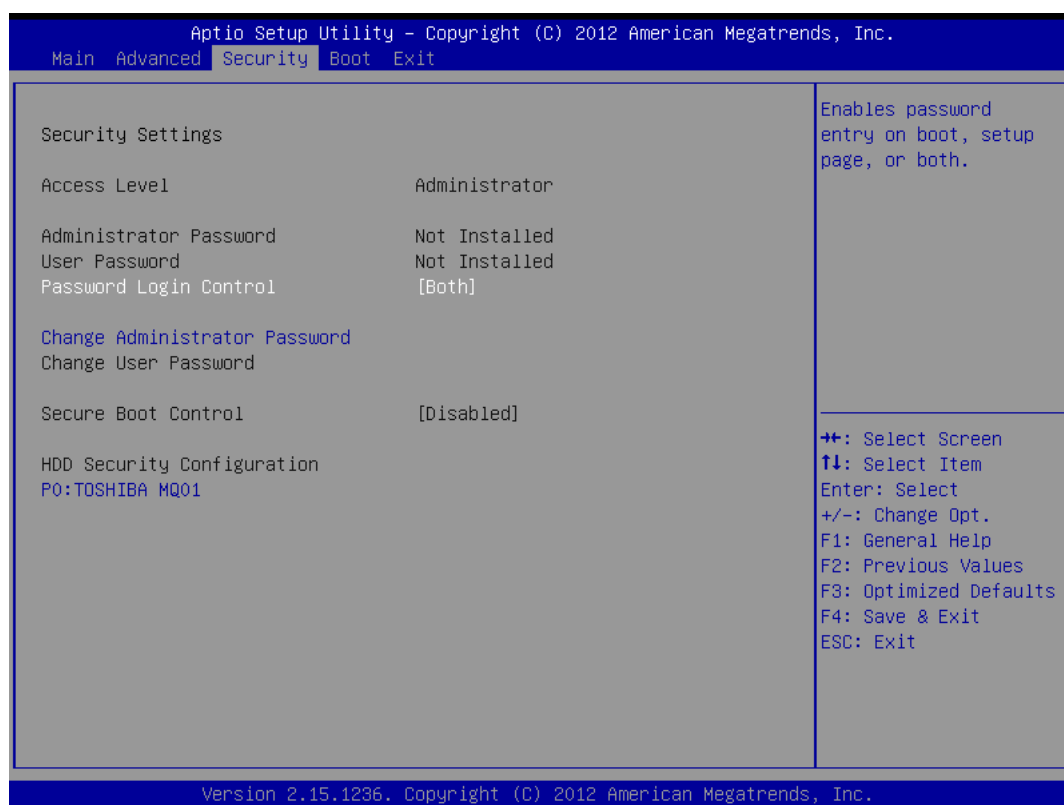 Aptio Setup Utility – Copyright (C) 2012 American Megatrends, Inc.
Main Advanced Security Boot Exit
Security Settings
Access Level Administrator
Administrator Password Not Installed
User Password Not Installed
Password Login Control [Both]
Change Administrator Password
Change User Password
Secure Boot Control [Disabled]
HDD Security Configuration
P0:TOSHIBA MQ01
Enables password
entry on boot, setup
page, or both.
→←: Select Screen
↑↓: Select Item
Enter: Select
+/-: Change Opt.
F1: General Help
F2: Previous Values
F3: Optimized Defaults
F4: Save & Exit
ESC: Exit
Version 2.15.1236. Copyright (C) 2012 American Megatrends, Inc.